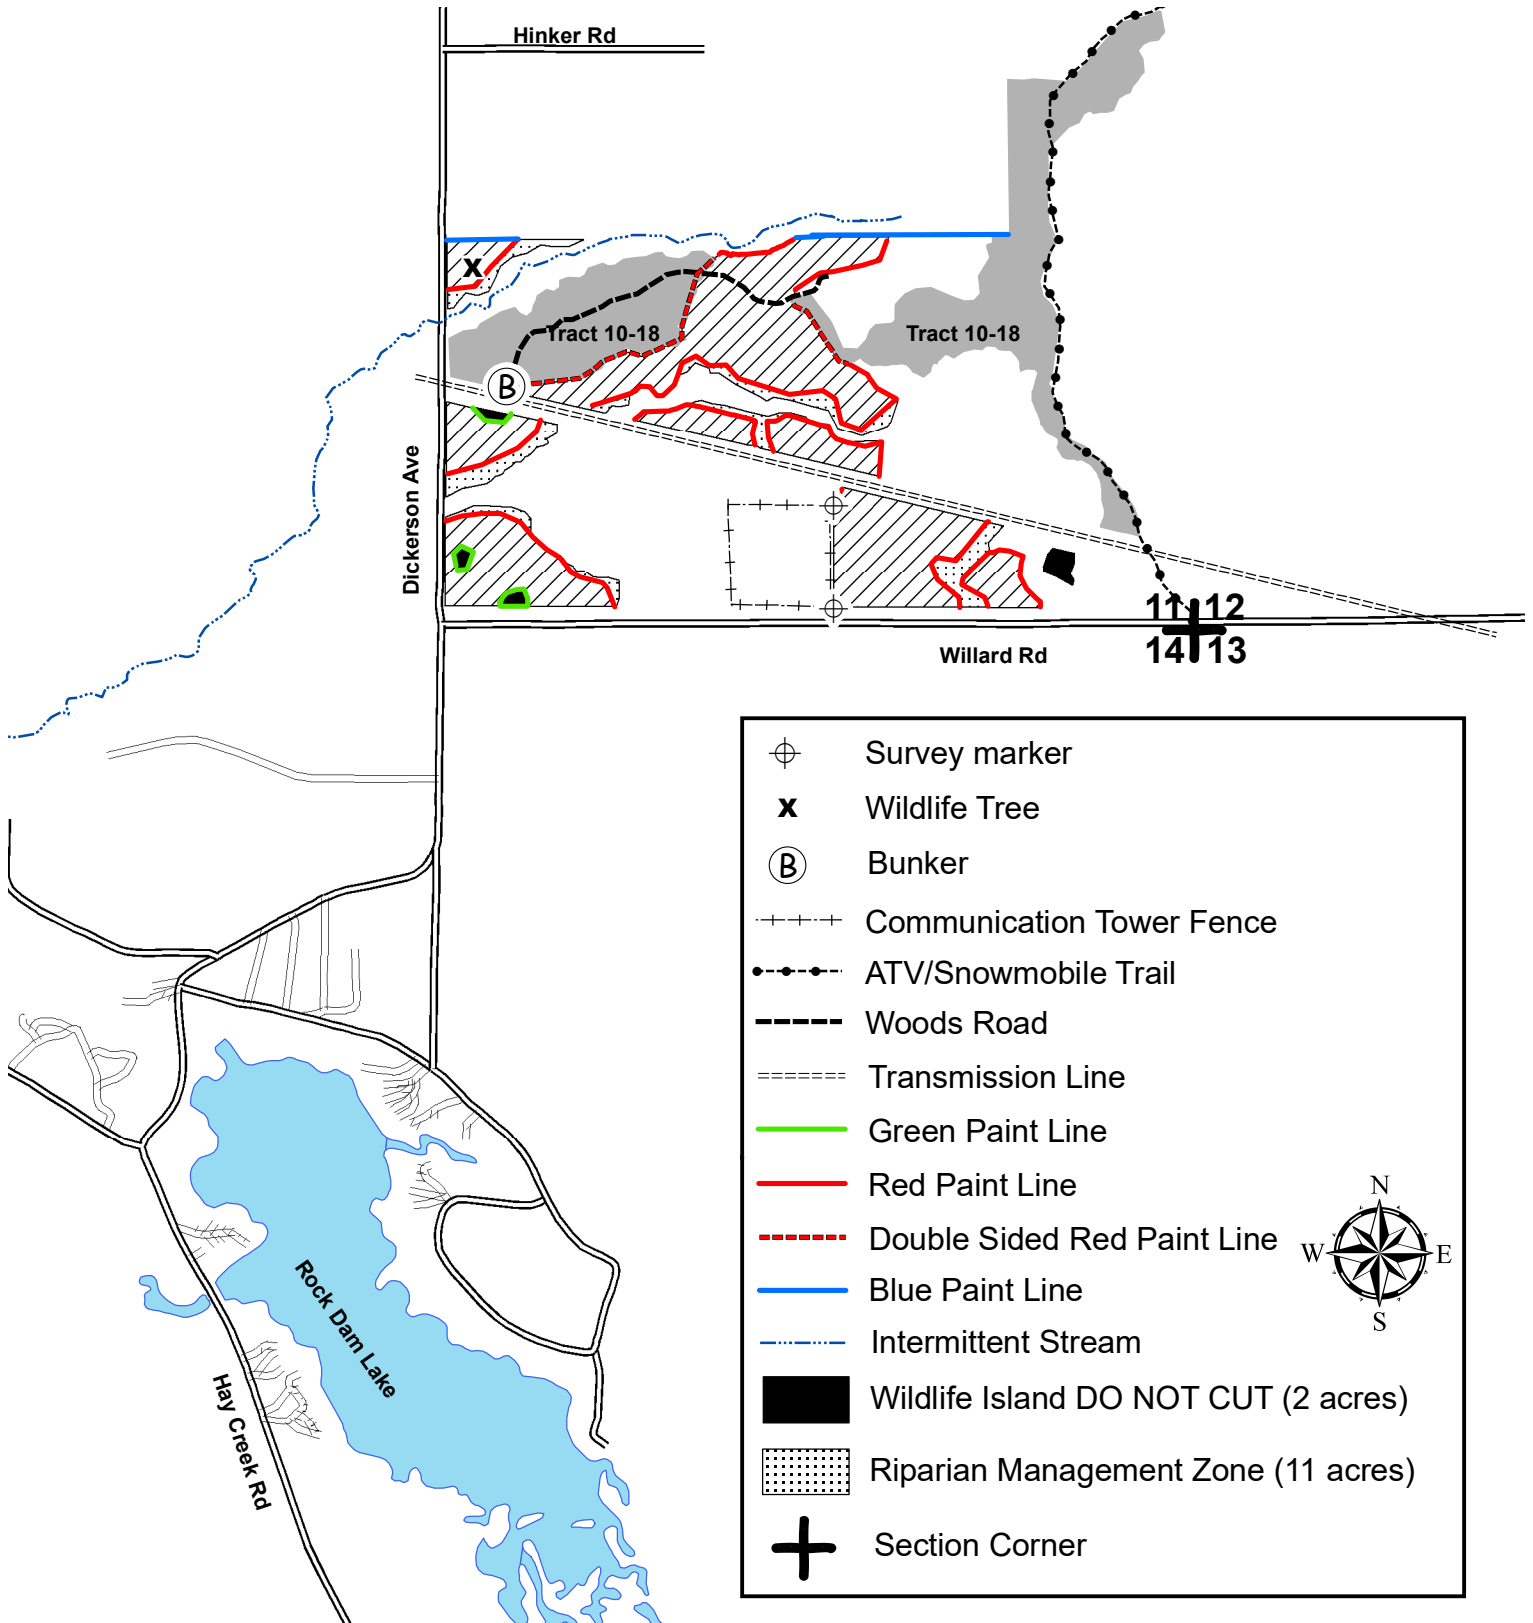 Hinker Rd
x
Tract 10-18
Tract 10-18
B
Dickerson Ave
11 12
14 13
Willard Rd
Survey marker
x
Wildlife Tree
B
Bunker
Communication Tower Fence
ATV/Snowmobile Trail
Woods Road
Transmission Line
Green Paint Line
Red Paint Line
Double Sided Red Paint Line
Blue Paint Line
Intermittent Stream
Wildlife Island DO NOT CUT (2 acres)
Riparian Management Zone (11 acres)
Section Corner
N
W E
S
Rock Dam Lake
Hay Creek Rd